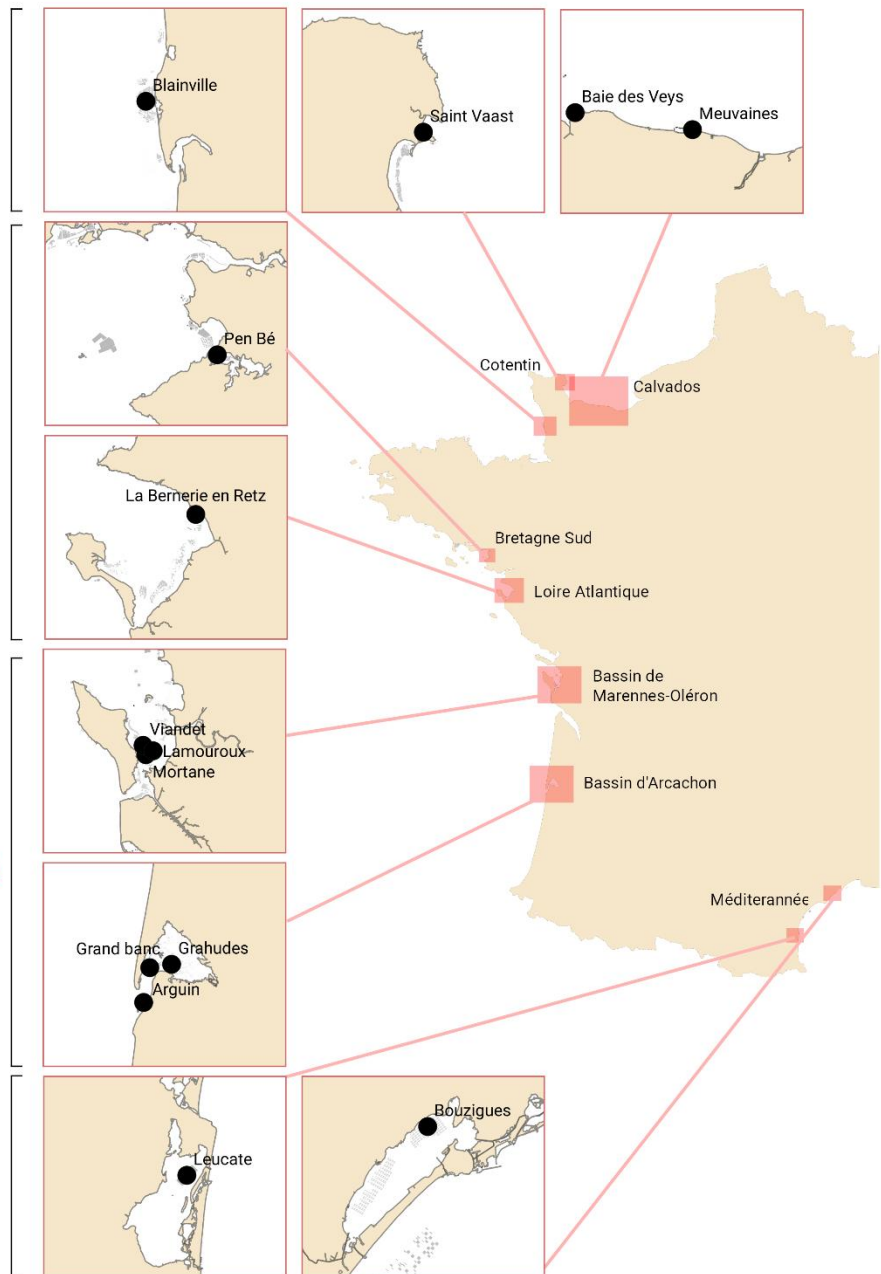 Blainville
Saint Vaast
Baie des Veys
Meuvaines
Pen Bé
Cotentin
Calvados
La Bernerie en Retz
Bretagne Sud
Loire Atlantique
Viandet
Lamouroux
Mortane
Bassin de
Marennes-Oléron
Bassin d'Arcachon
Grand banc
Grahudes
Arguin
Méditerannée
Leucate
Bouzigues